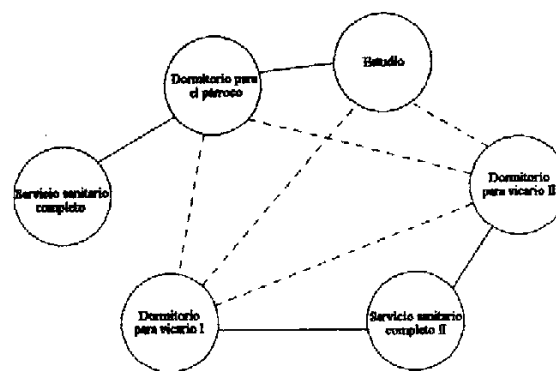 Estudio
Dormitorio para
el párroco
Dormitorio
para vicario II
Servicio sanitario
completo
Dormitorio
para vicario I
Servicio sanitario
completo II